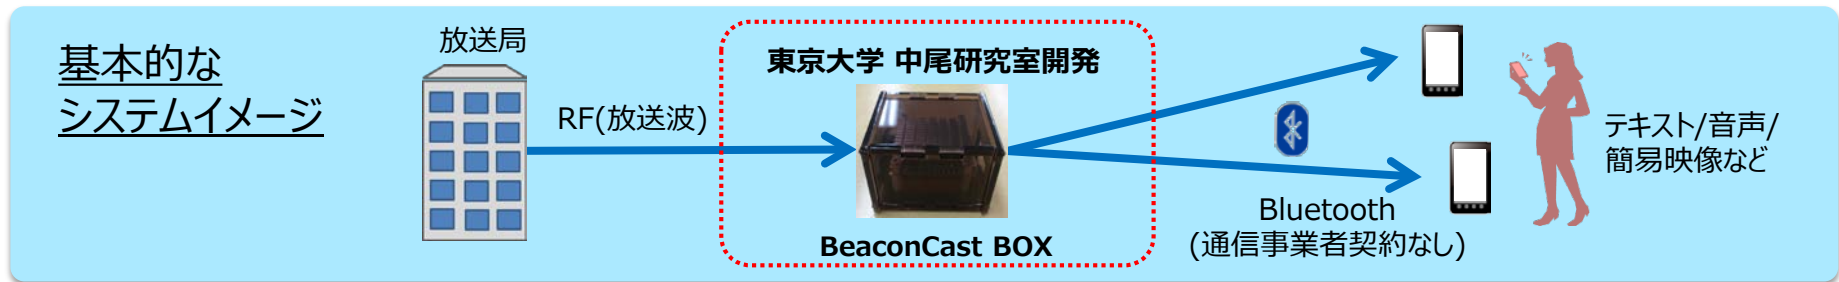 基本的な
システムイメージ
放送局
RF(放送波)
東京大学 中尾研究室開発
BeaconCast BOX
Bluetooth
(通信事業者契約なし)
テキスト/音声/
簡易映像など